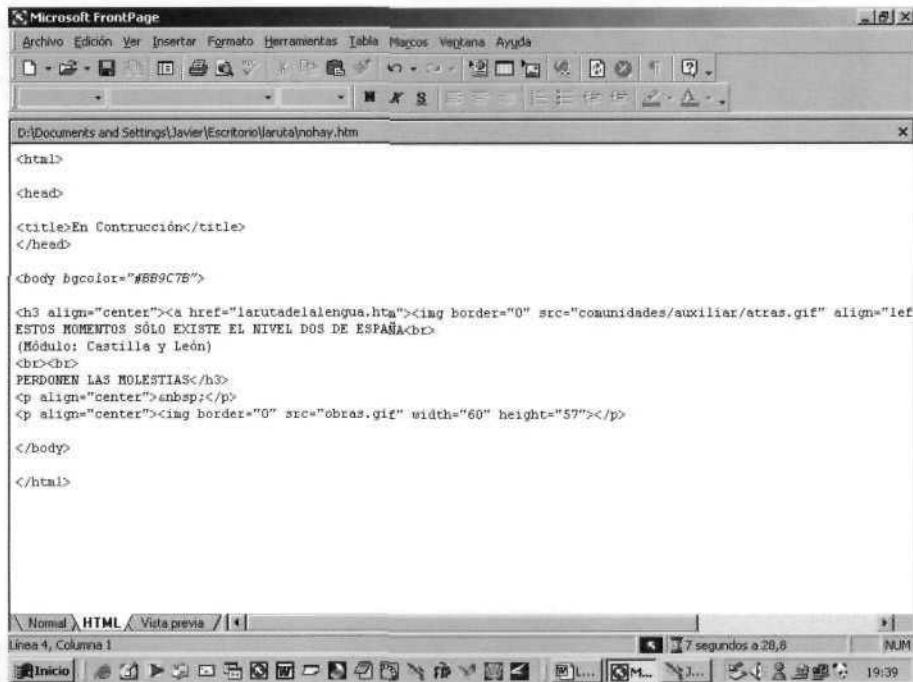 Microsoft FrontPage
Archivo Edición Ver Insertar Formato Herramientas Tabla Marcos Ventana Ayuda
N K S
D:\Documents and Settings\Javier\Escritorio\laruta\nohay.htm
<html>
<head>
<title>En Contrucción</title>
</head>
<body bgcolor="#BB9C7B">
<h3 align="center"><a href="larutadelalengua.htm"><img border="0" src="comunidades/auxiliar/atras.gif" align="lef
ESTOS MOMENTOS SÓLO EXISTE EL NIVEL DOS DE ESPAÑA<br>
(Módulo: Castilla y León)
<br><br>
PERDONEN LAS MOLESTIAS</h3>
<p align="center">&nbsp;</p>
<p align="center"><img border="0" src="obras.gif" width="60" height="57"></p>
</body>
</html>
Normal HTML Vista previa
Línea 4, Columna 1 7 segundos a 28,8 NUM
Inicio L... M... J... 19:39